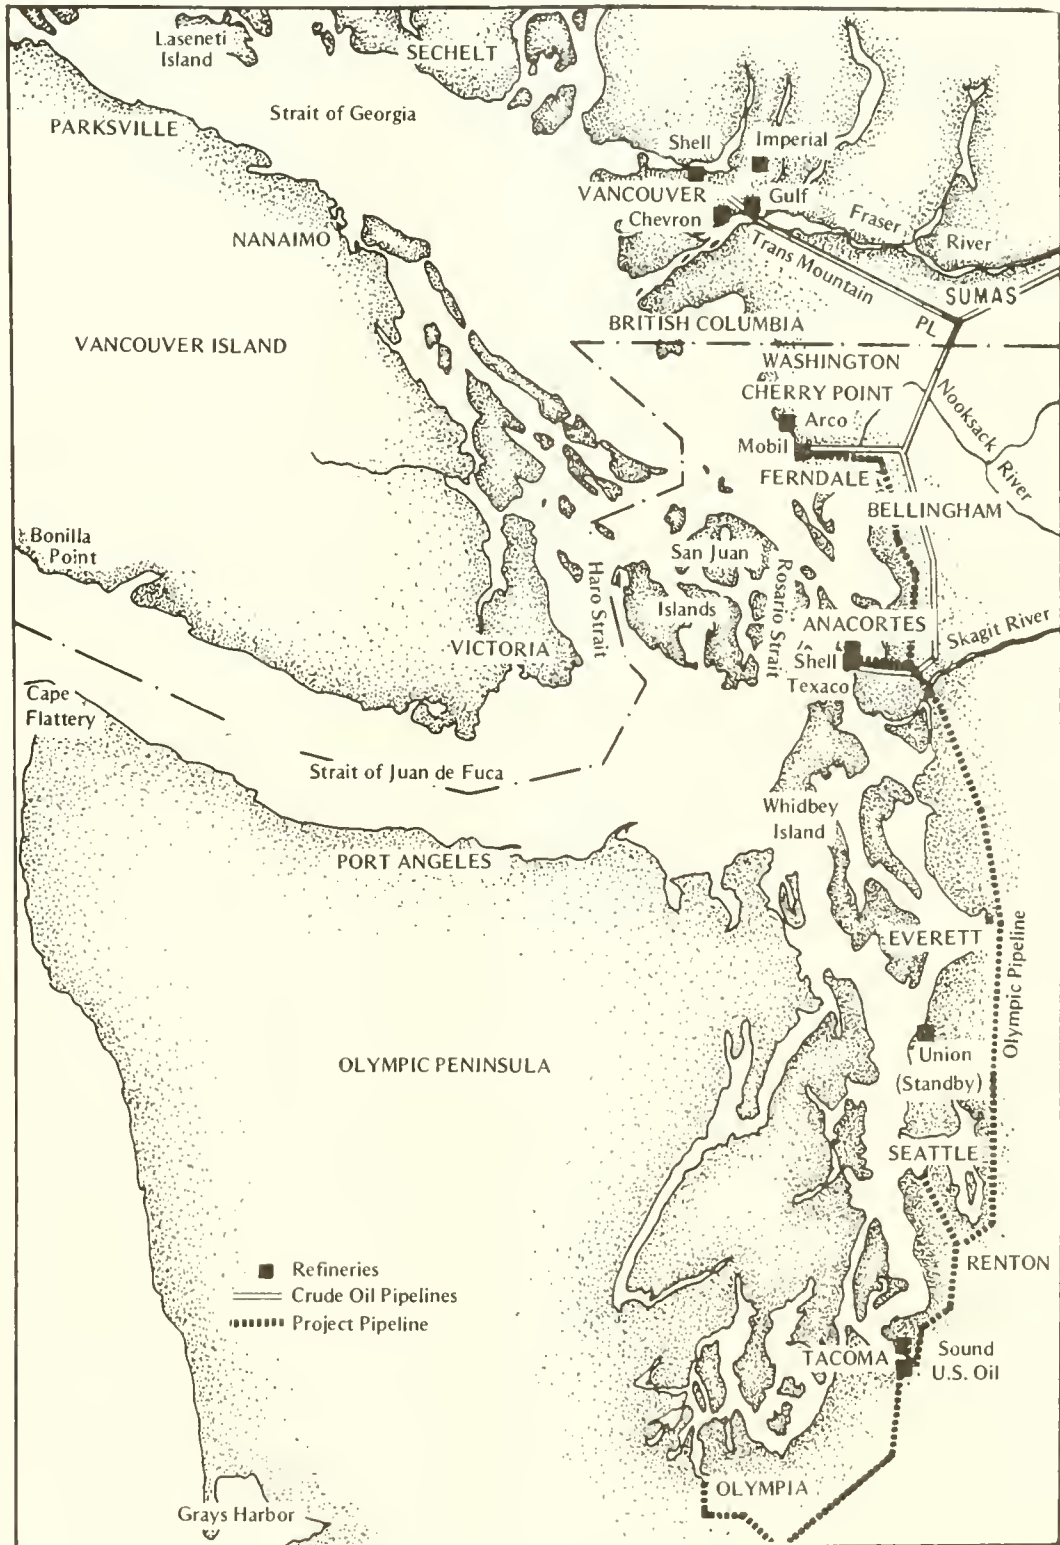 Laseneti
Island
SECHELT
Strait of Georgia
PARKSVILLE
Shell
Imperial
VANCOUVER
Gulf
Chevron
Fraser
River
NANAIMO
Trans Mountain
PL
SUMAS
BRITISH COLUMBIA
VANCOUVER ISLAND
WASHINGTON
CHERRY POINT
Arco
Nooksack
River
Mobil
FERNDALE
BELLINGHAM
Bonilla
Point
San Juan
Islands
Haro Strait
Rosario Strait
ANACORTES
Skagit River
VICTORIA
Shell
Texaco
Cape
Flattery
Strait of Juan de Fuca
Whidbey
Island
PORT ANGELES
EVERETT
Olympic Pipeline
Union
(Standby)
OLYMPIC PENINSULA
SEATTLE
RENTON
Refineries
Crude Oil Pipelines
Project Pipeline
TACOMA
Sound
U.S. Oil
OLYMPIA
Grays Harbor